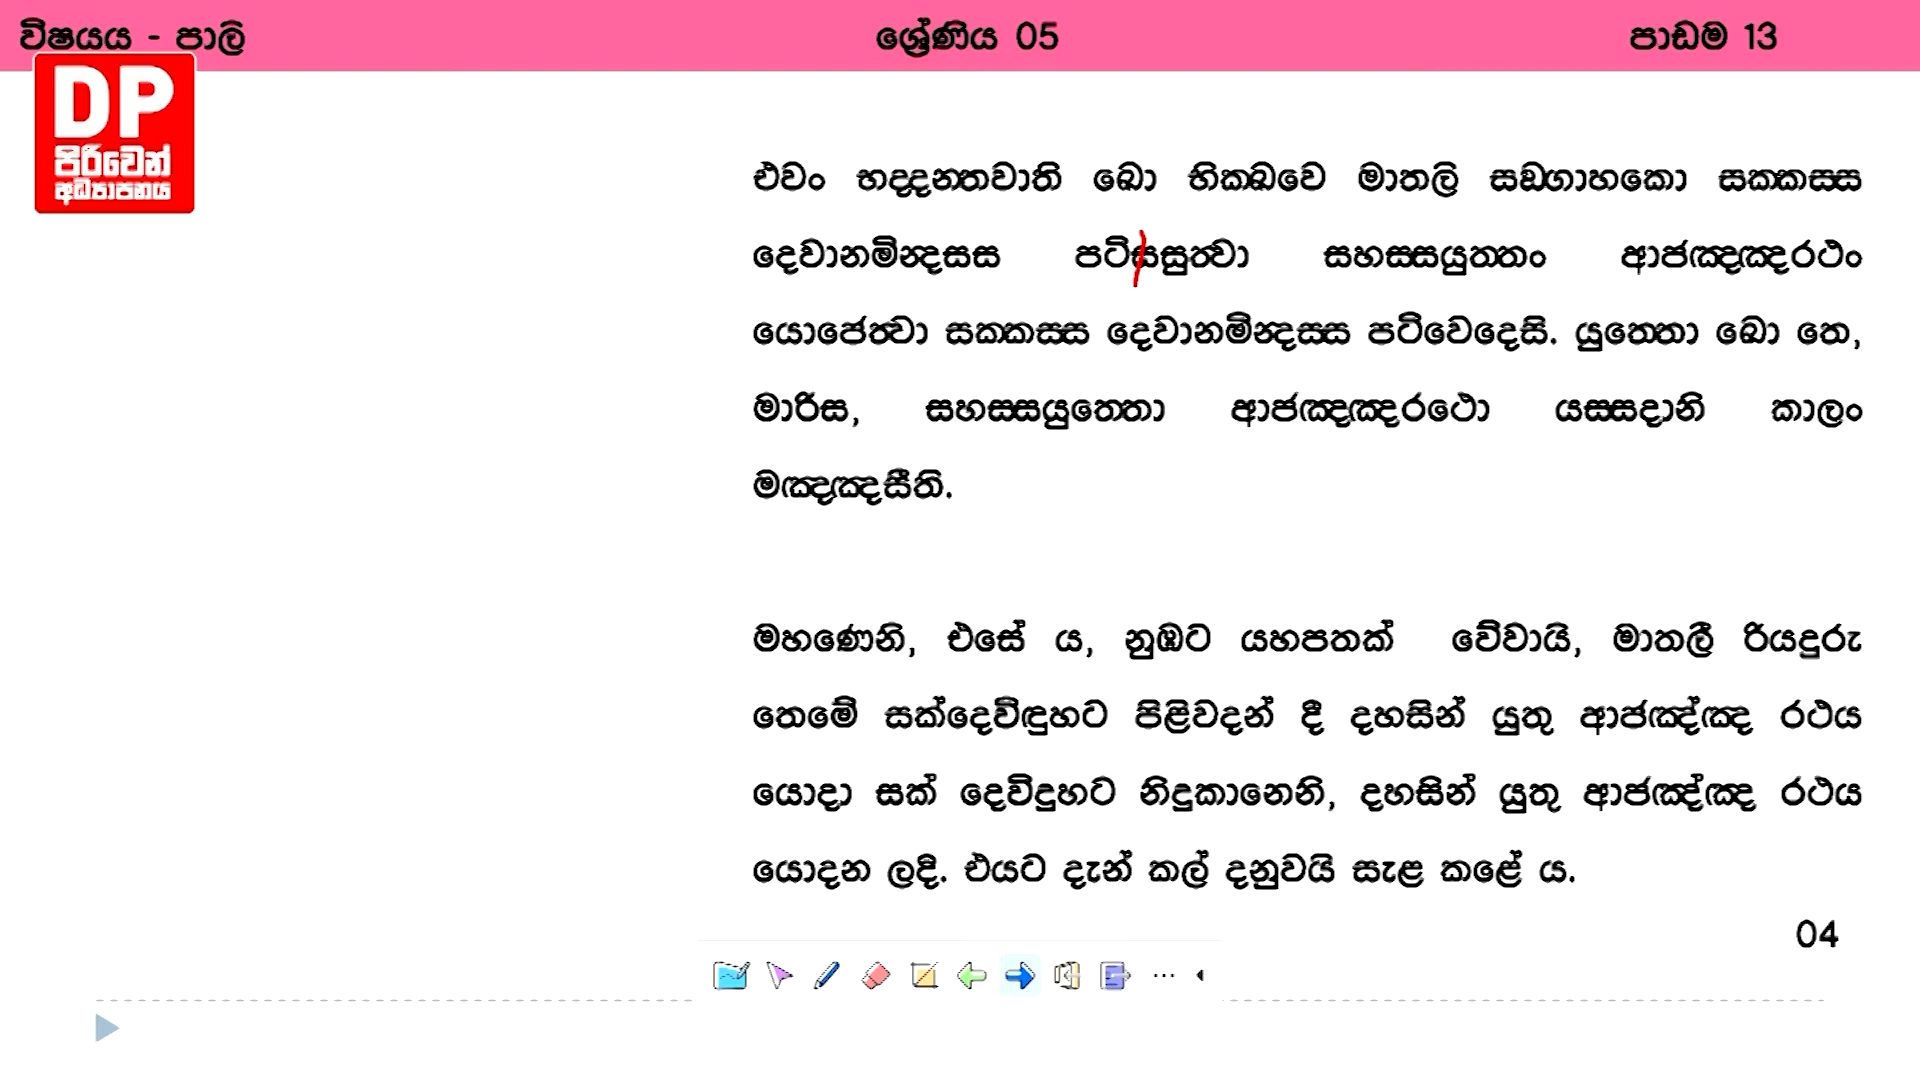 විෂයය - පාලි
ශ්‍රේණිය 05
පාඩම 13
DP
පිරිවෙන්
අධ්‍යාපනය
එවං භද‍්දන‍්තවාති ඛො භික‍්ඛවෙ මාතලි සඞ‍්ගාහකො සක‍්කස‍්ස
දෙවානමින්‍දසස පටිස‍්සුත්‍වා සහස‍්සයුත‍්තං ආජඤ‍්ඤරථං
යොජෙත්‍වා සක‍්කස‍්ස දෙවානමින්‍දස‍්ස පටිවෙදෙසි. යුත‍්තො ඛො තෙ,
මාරිස, සහස‍්සයුත‍්තො ආජඤ‍්ඤරථො යස‍්සදානි කාලං
මඤ‍්ඤසීති.
මහණෙනි, එසේ ය, නුඹට යහපතක් වේවායි, මාතලී රියදුරු
තෙමේ සක්දෙවිඳුහට පිළිවදන් දී දහසින් යුතු ආජඤ්ඤ රථය
යොදා සක් දෙවිදුහට නිදුකානෙනි, දහසින් යුතු ආජඤ්ඤ රථය
යොදන ලදි. එයට දැන් කල් දනුවයි සැළ කළේ ය.
04